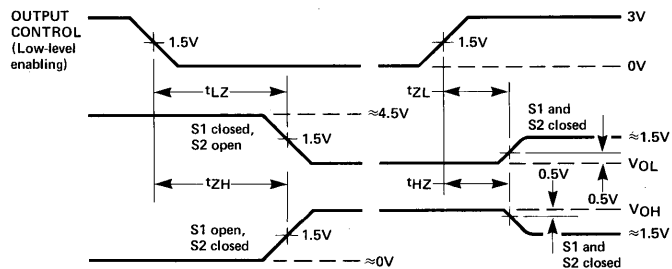 OUTPUT
CONTROL
(Low-level
enabling)
1.5V
1.5V
3V
0V
tLZ
tZL
≈4.5V
S1 closed,
S2 open
1.5V
S1 and
S2 closed
≈1.5V
VOL
0.5V
tZH
tHZ
0.5V
VOH
S1 open,
S2 closed
1.5V
≈1.5V
≈0V
S1 and
S2 closed